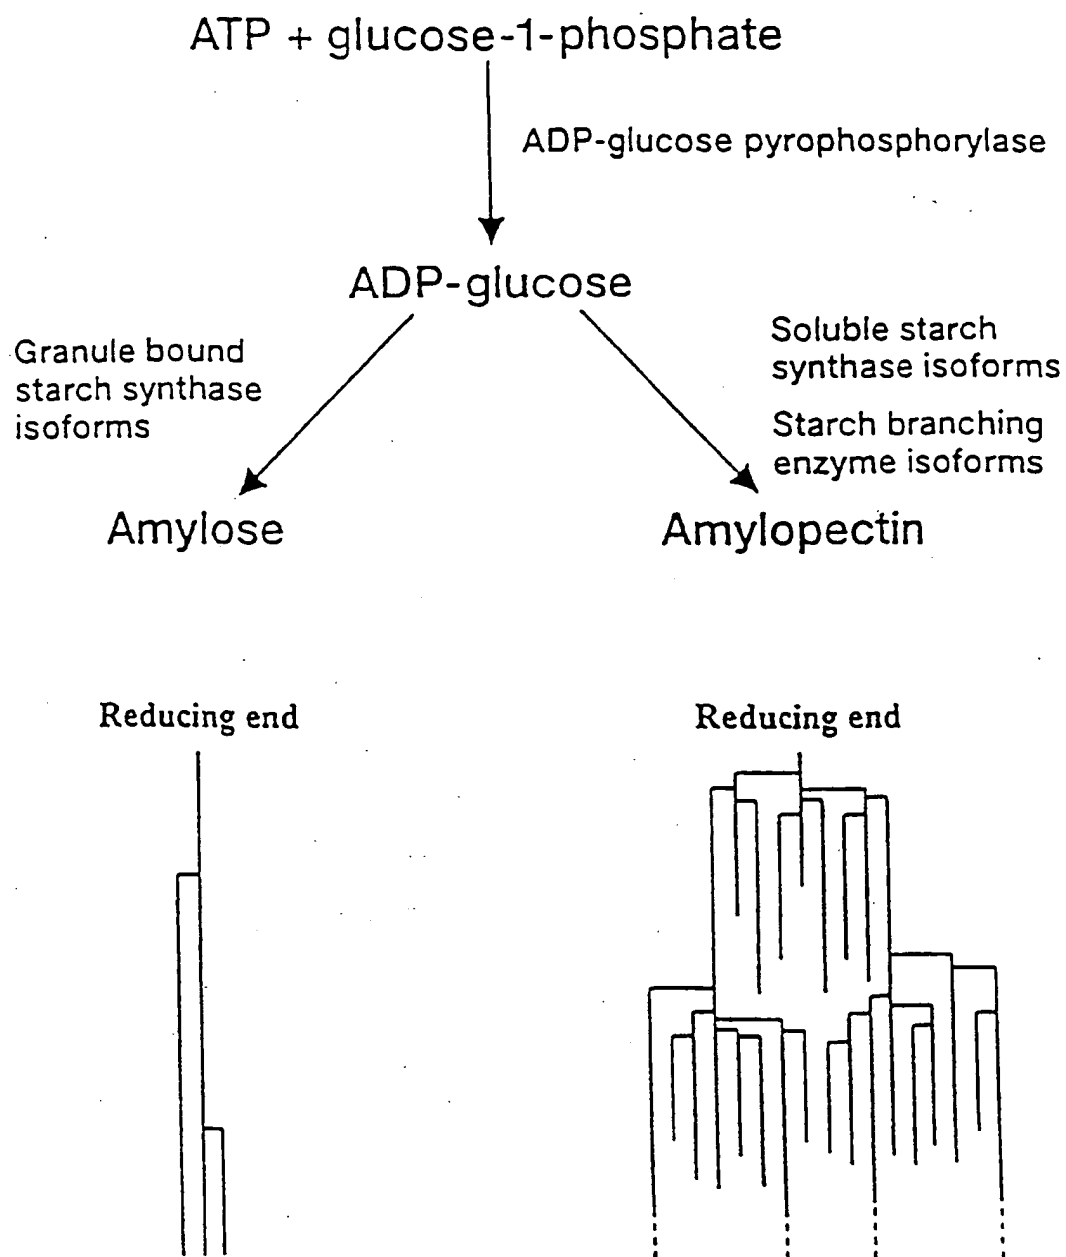 ATP + glucose-1-phosphate
ADP-glucose pyrophosphorylase
ADP-glucose
Granule bound
starch synthase
isoforms
Soluble starch
synthase isoforms
Starch branching
enzyme isoforms
Amylose
Amylopectin
Reducing end
Reducing end